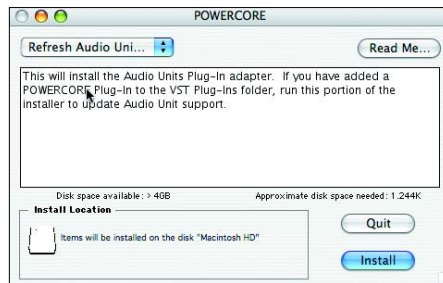 POWERCORE
Refresh Audio Uni...
Read Me...
This will install the Audio Units Plug-In adapter. If you have added a
POWERCORE Plug-In to the VST Plug-Ins folder, run this portion of the
installer to update Audio Unit support.
Disk space available: > 4GB
Approximate disk space needed: 1.244K
Install Location
Items will be installed on the disk "Macintosh HD"
Quit
Install